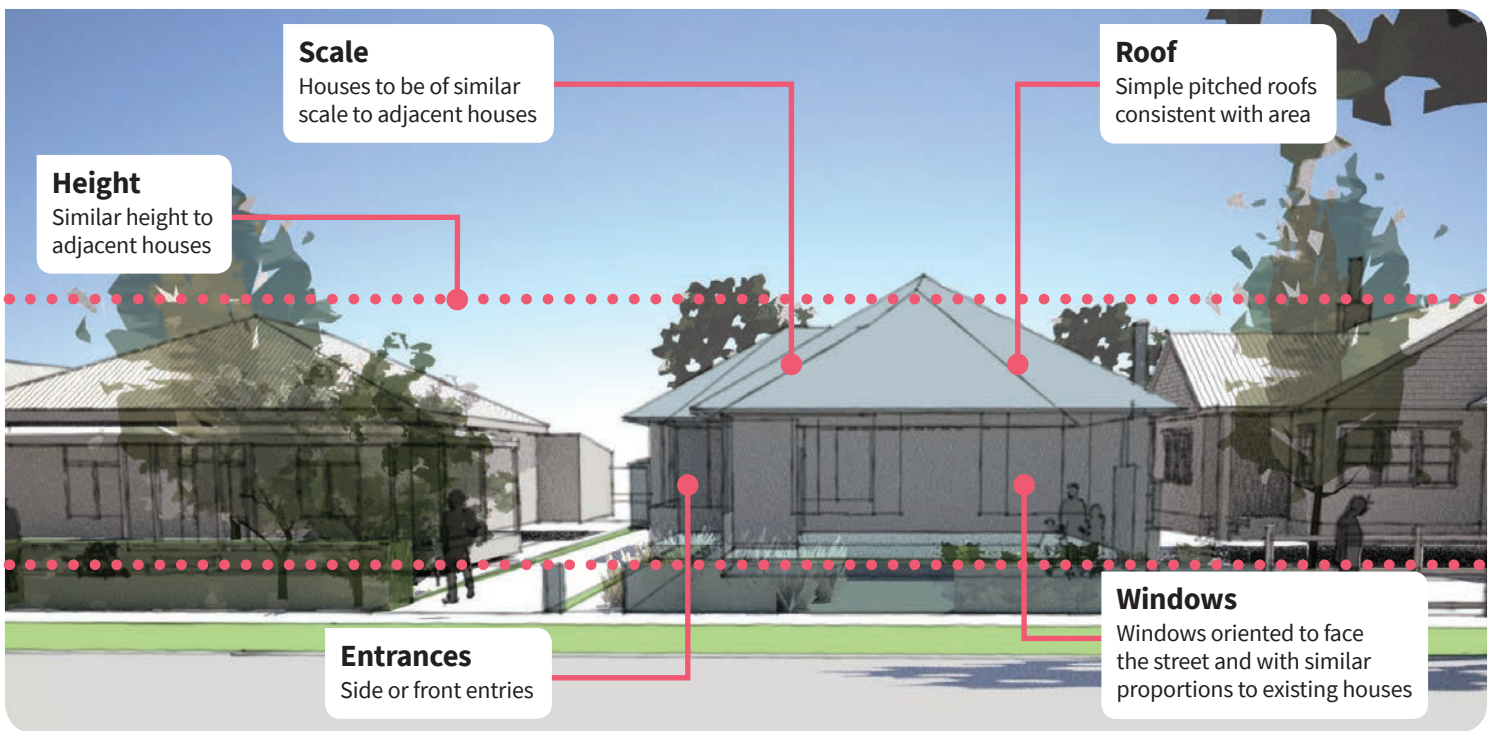 Scale
Houses to be of similar
scale to adjacent houses
Roof
Simple pitched roofs
consistent with area
Height
Similar height to
adjacent houses
Entrances
Side or front entries
Windows
Windows oriented to face
the street and with similar
proportions to existing houses